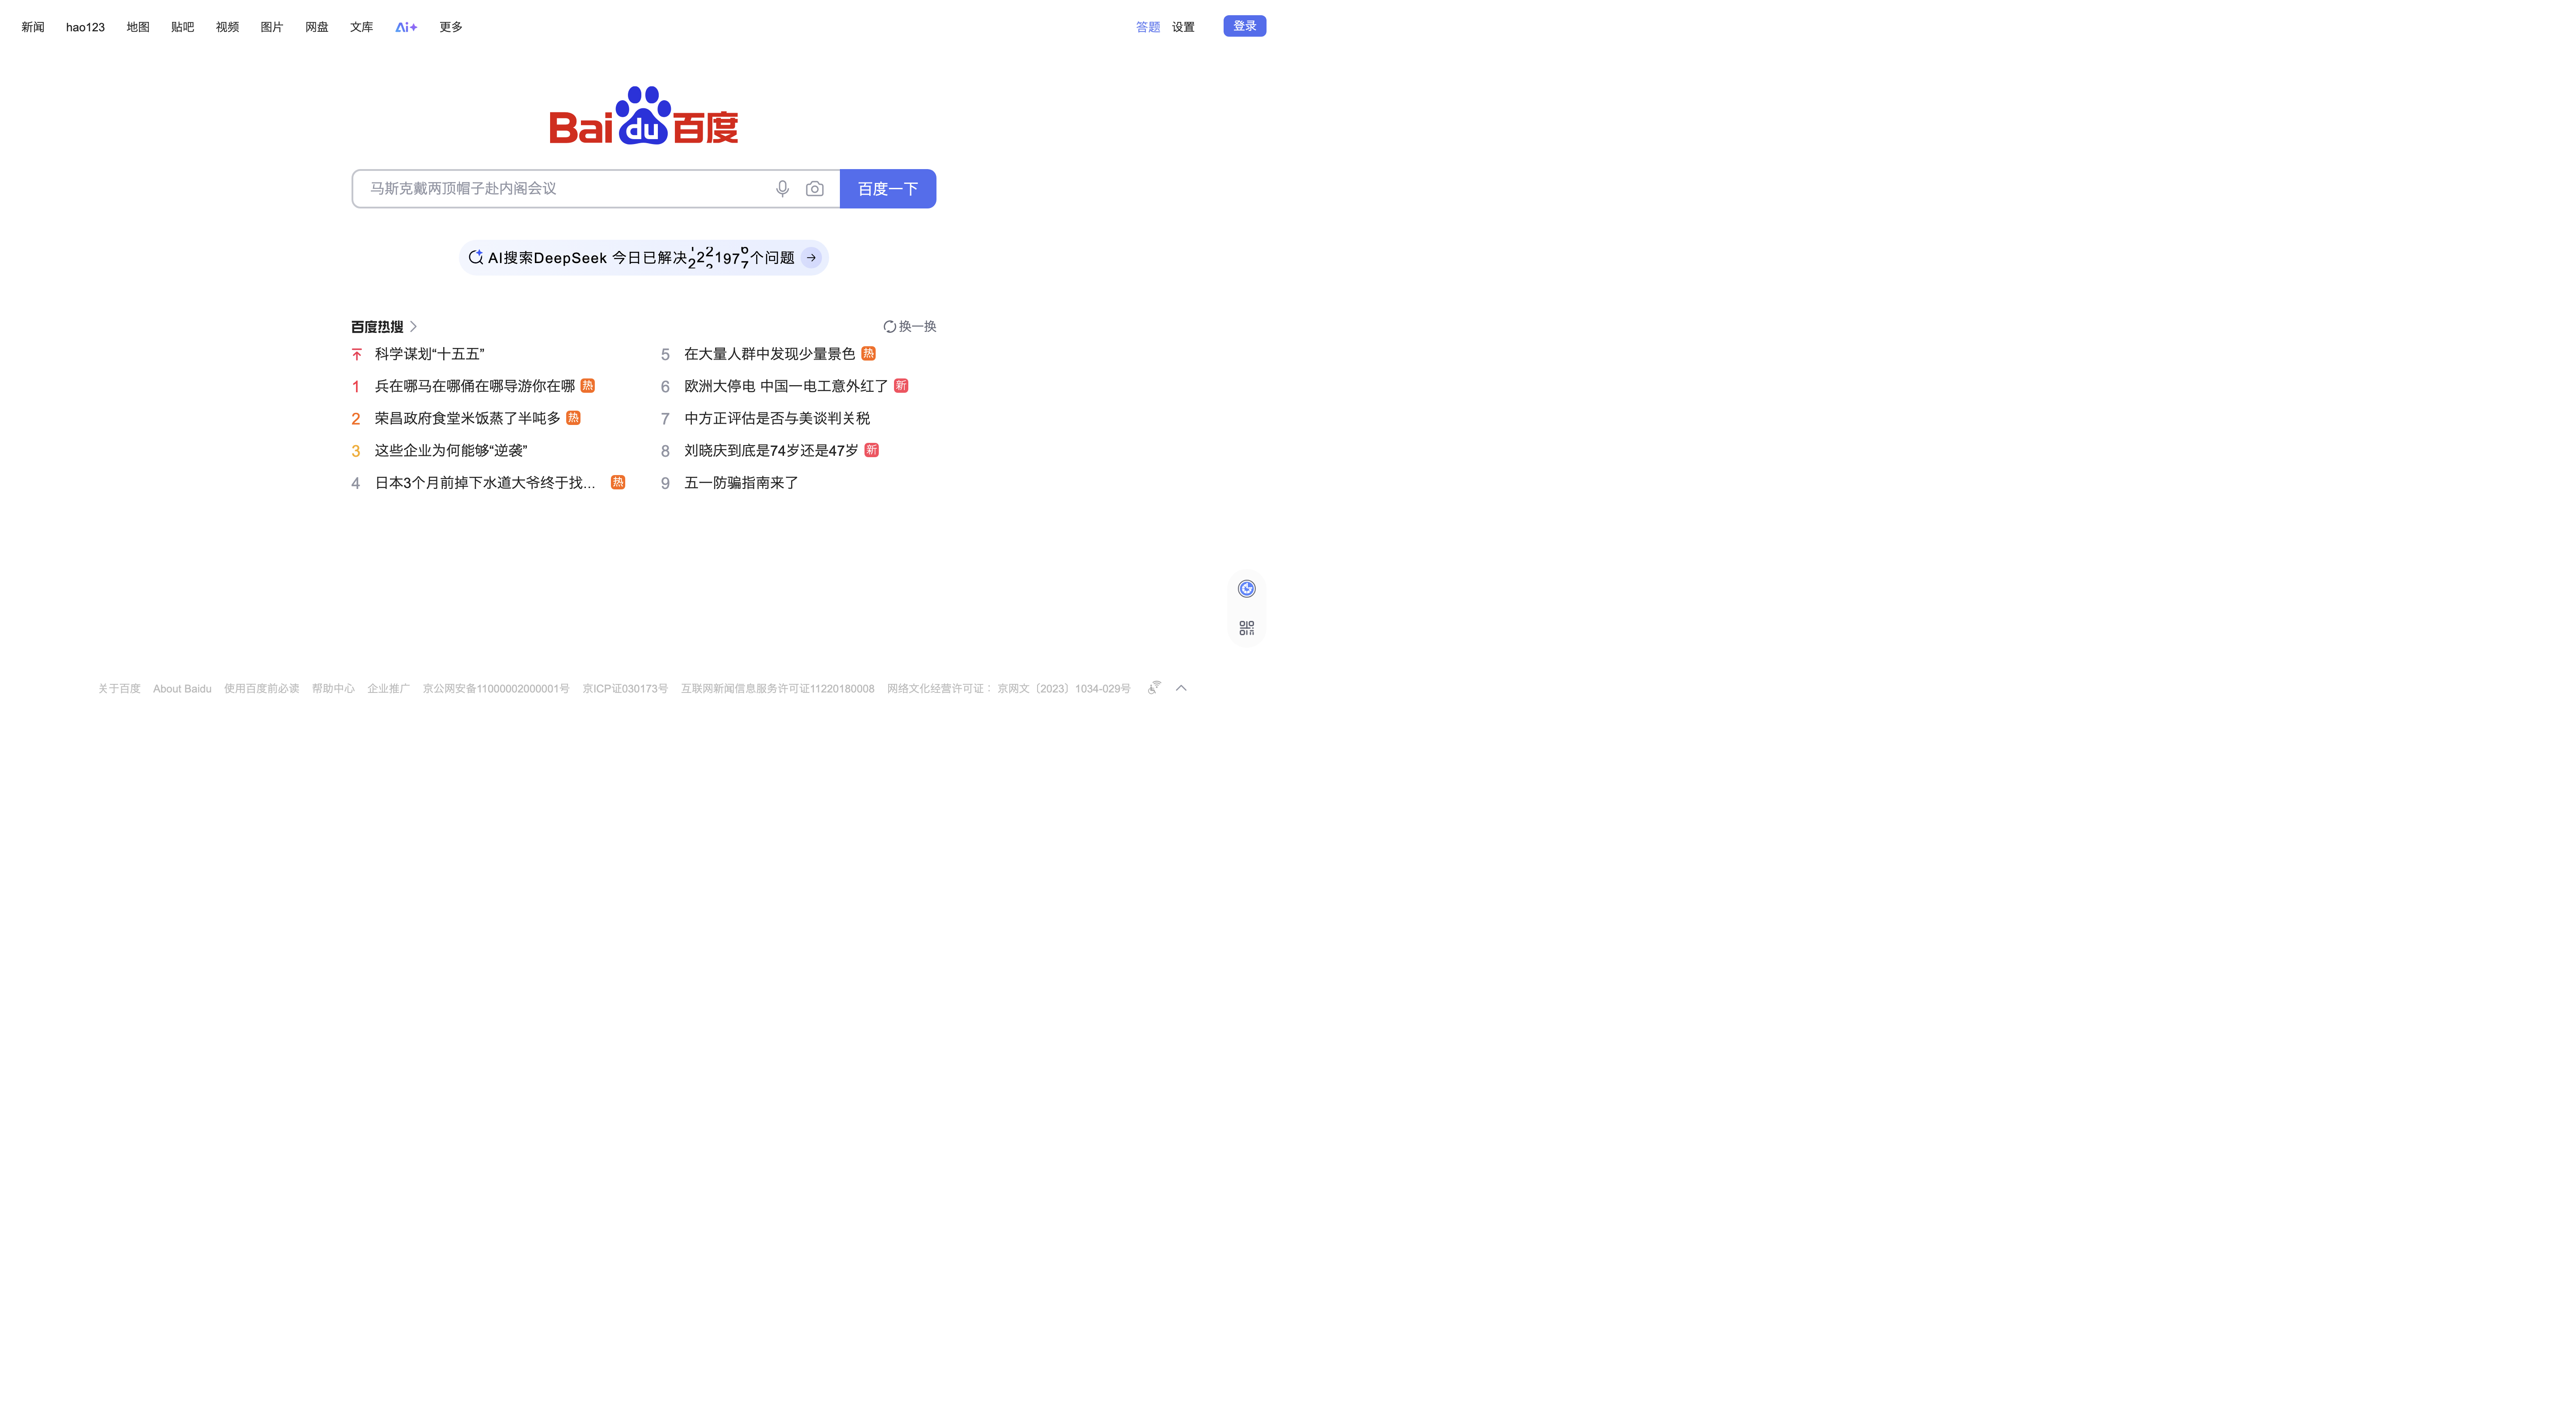 新闻 hao123 地图 贴吧 视频 图片 网盘 文库 Ai+ 更多 答题 设置 登录
Bai du 百度
马斯克戴两顶帽子赴内阁会议 百度一下
AI搜索DeepSeek 今日已解决 个问题
百度热搜 换一换
科学谋划“十五五”
1 兵在哪马在哪俑在哪导游你在哪 热
2 荣昌政府食堂米饭蒸了半吨多 热
3 这些企业为何能够“逆袭”
4 日本3个月前掉下水道大爷终于找... 热
5 在大量人群中发现少量景色 热
6 欧洲大停电 中国一电工意外红了 新
7 中方正评估是否与美谈判关税
8 刘晓庆到底是74岁还是47岁 新
9 五一防骗指南来了
关于百度 About Baidu 使用百度前必读 帮助中心 企业推广 京公网安备11000002000001号 京ICP证030173号 互联网新闻信息服务许可证11220180008 网络文化经营许可证： 京网文〔2023〕1034-029号